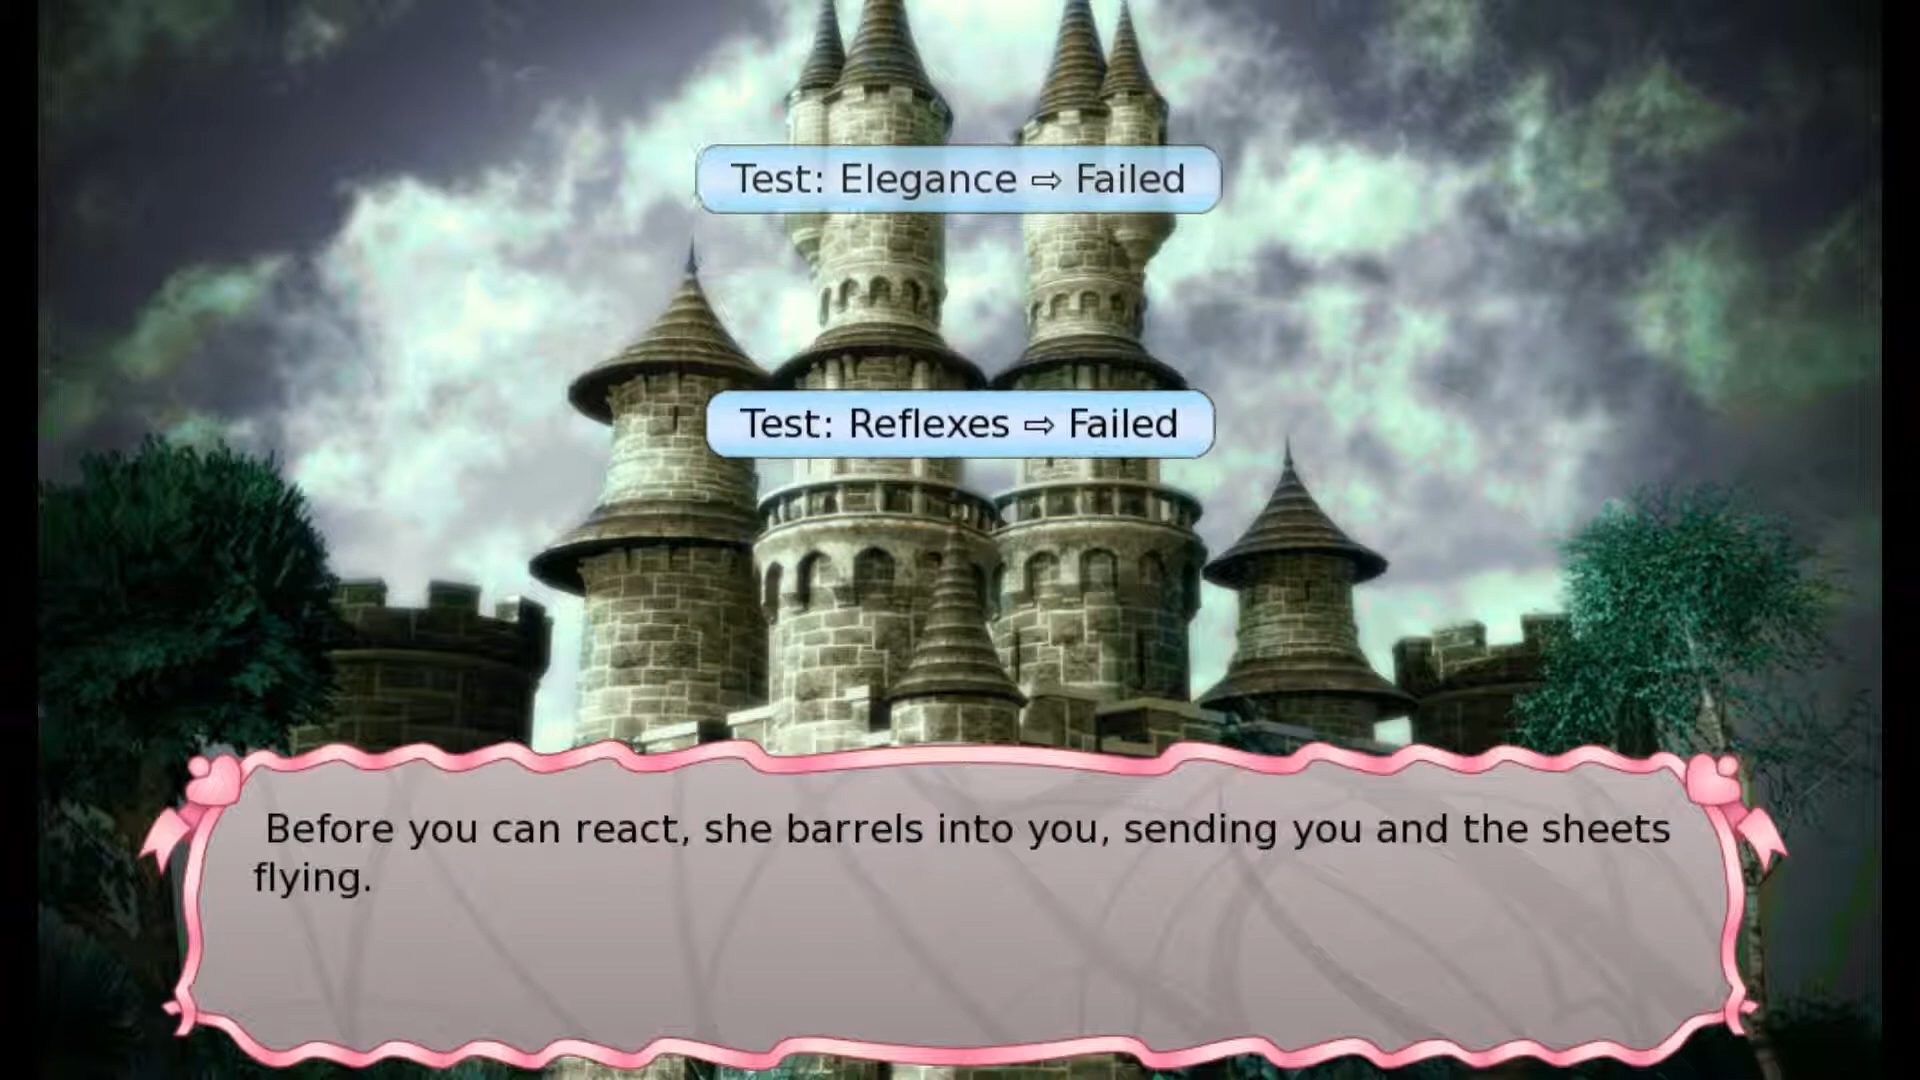 Test: Elegance ⇨ Failed
Test: Reflexes ⇨ Failed
Before you can react, she barrels into you, sending you and the sheets
flying.